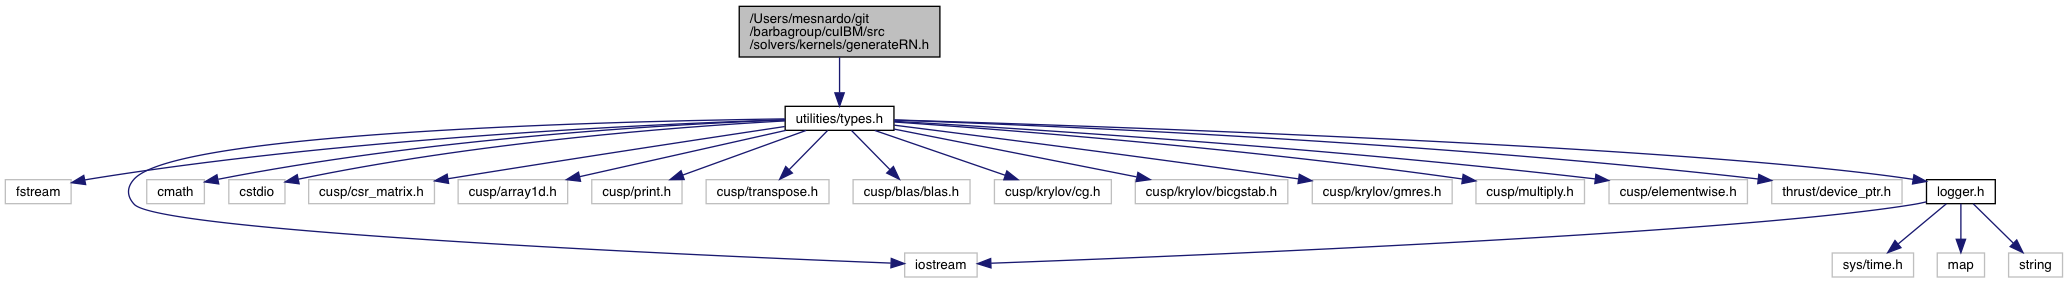 /Users/mesnardo/git
/barbagroup/cuIBM/src
/solvers/kernels/generateRN.h
utilities/types.h
fstream
cmath
cstdio
cusp/csr_matrix.h
cusp/array1d.h
cusp/print.h
cusp/transpose.h
cusp/blas/blas.h
cusp/krylov/cg.h
cusp/krylov/bicgstab.h
cusp/krylov/gmres.h
cusp/multiply.h
cusp/elementwise.h
thrust/device_ptr.h
logger.h
iostream
sys/time.h
map
string